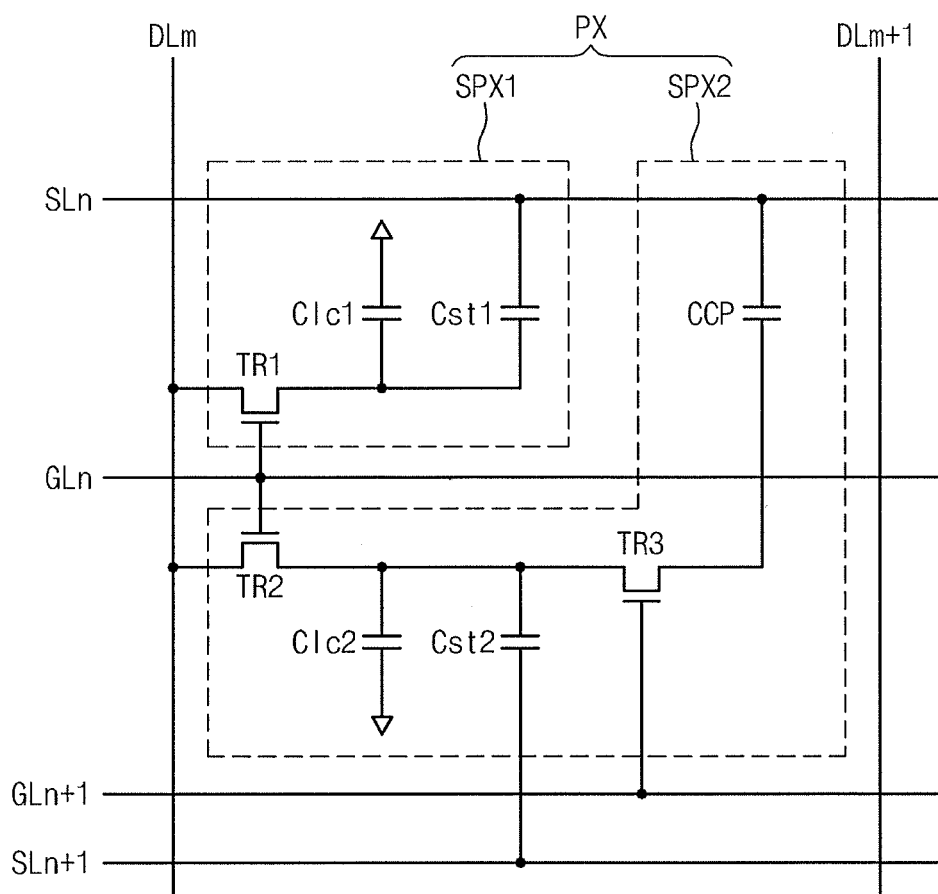 DLm
PX
DLm+1
SPX1
SPX2
SLn
Clc1
Cst1
CCP
TR1
GLn
TR2
TR3
Clc2
Cst2
GLn+1
SLn+1